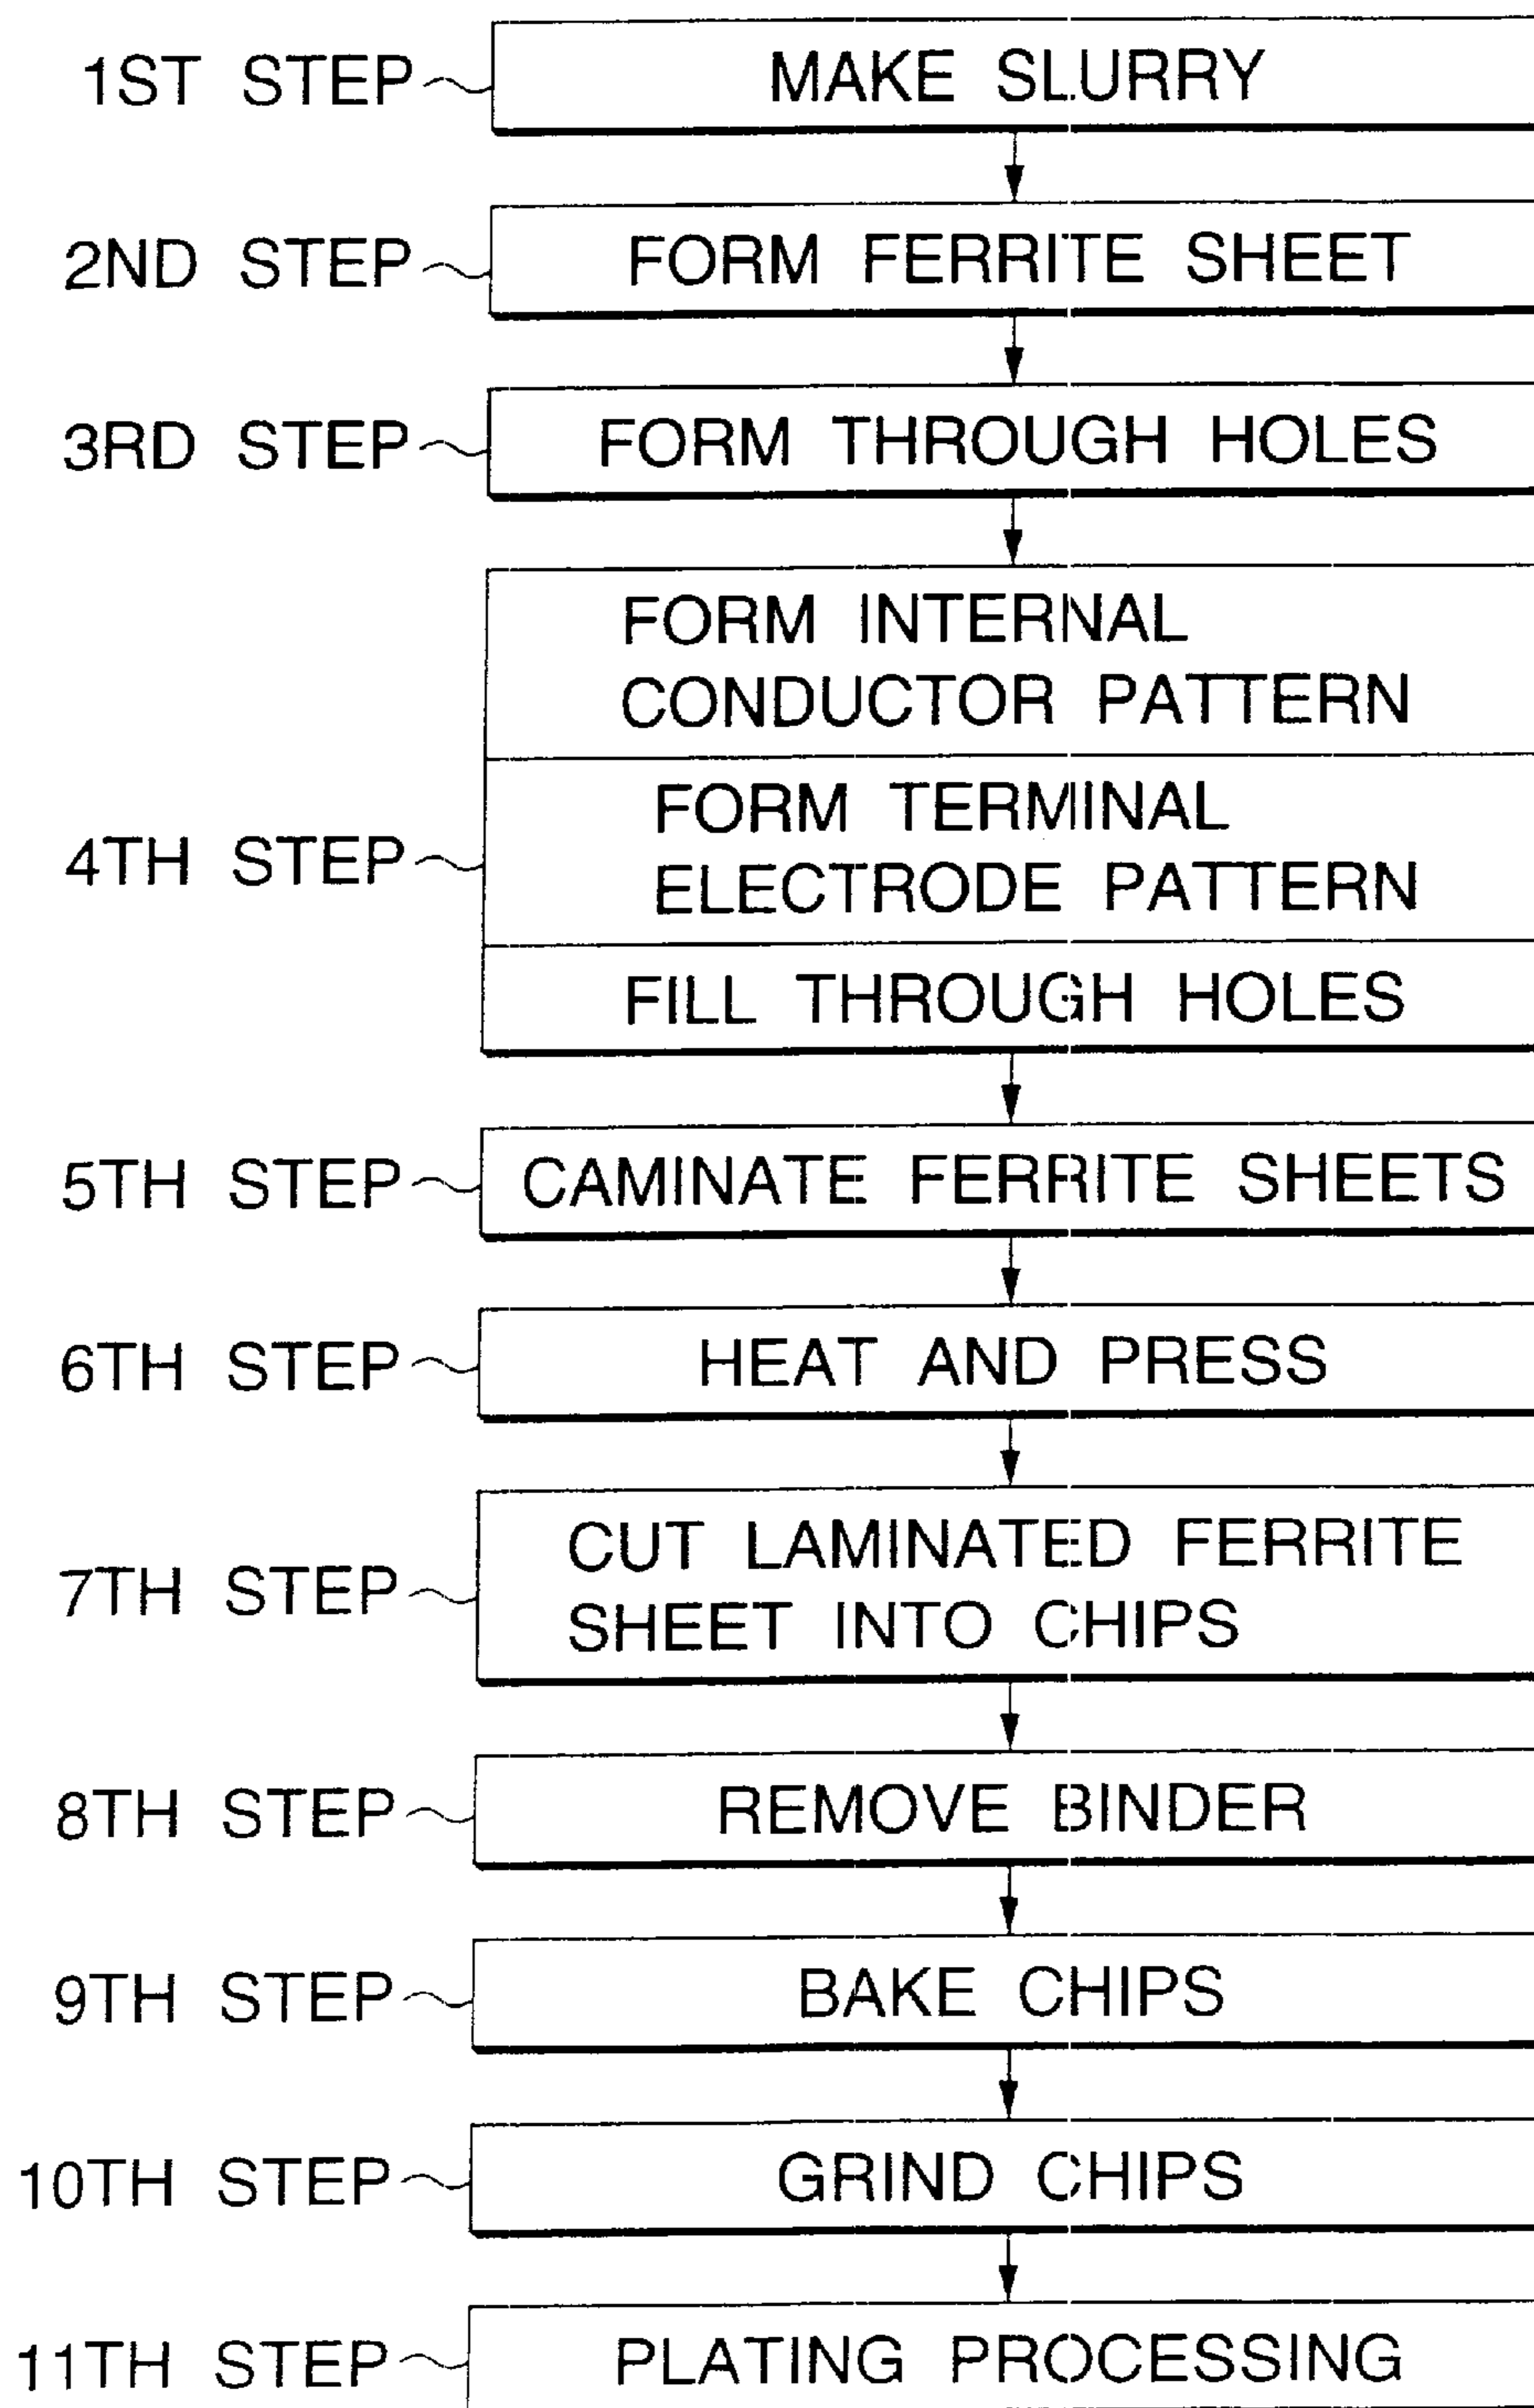 1ST STEP MAKE SLURRY
2ND STEP FORM FERRITE SHEET
3RD STEP FORM THROUGH HOLES
FORM INTERNAL
CONDUCTOR PATTERN
FORM TERMINAL
4TH STEP ELECTRODE PATTERN
FILL THROUGH HOLES
5TH STEP CAMINATE FERRITE SHEETS
6TH STEP HEAT AND PRESS
CUT LAMINATED FERRITE
7TH STEP SHEET INTO CHIPS
8TH STEP REMOVE BINDER
9TH STEP BAKE CHIPS
10TH STEP GRIND CHIPS
11TH STEP PLATING PROCESSING